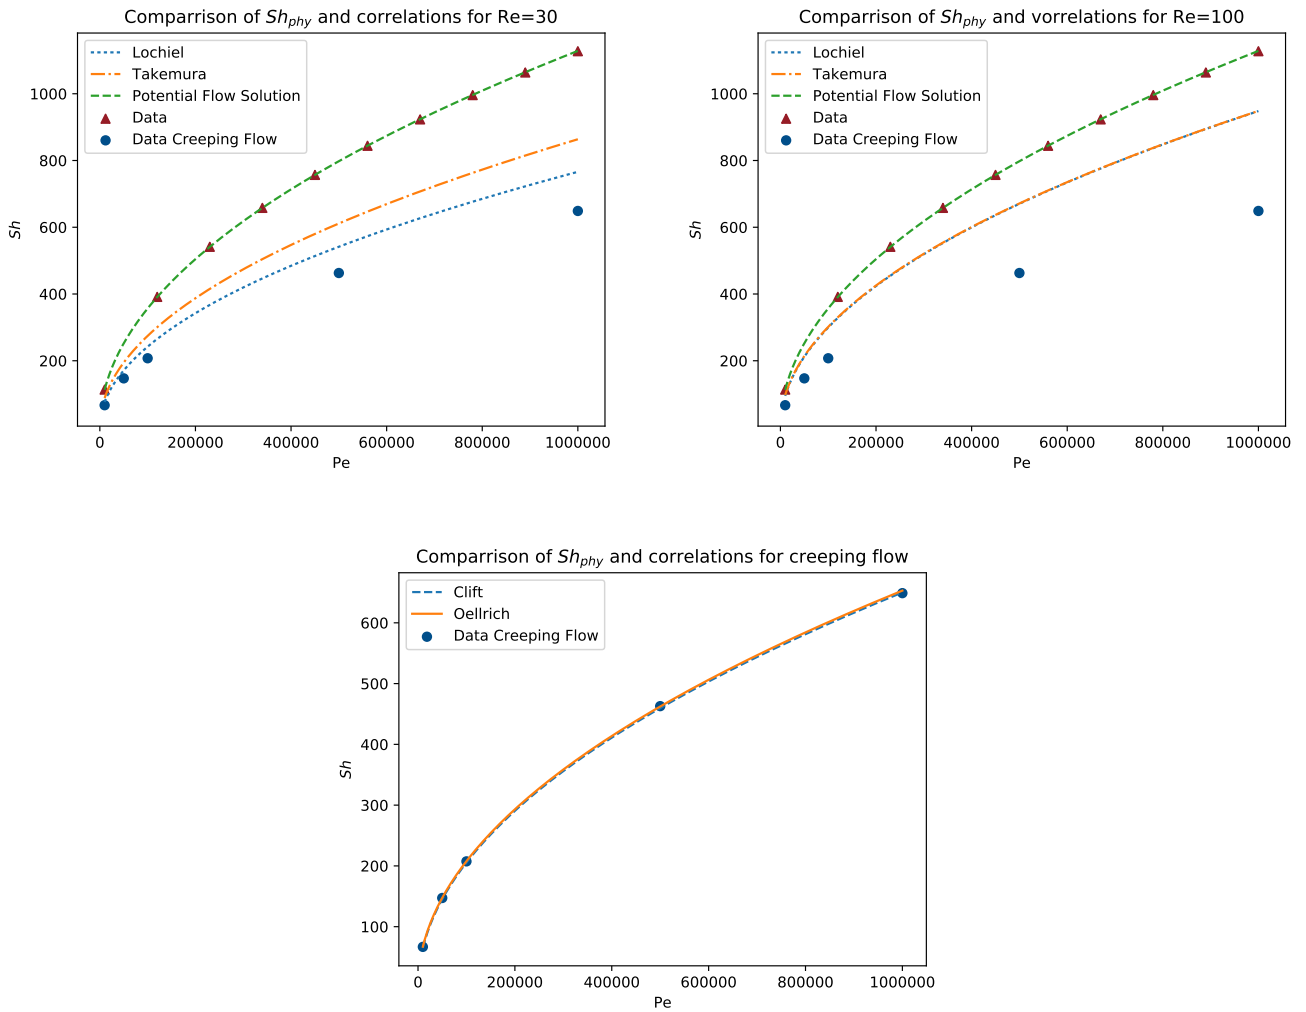 Comparrison of Sh_phy and correlations for Re=30
Lochiel
Takemura
Potential Flow Solution
Data
Data Creeping Flow
1000
800
600
400
200
Sh
0 200000 400000 600000 800000 1000000
Pe
Comparrison of Sh_phy and vorrelations for Re=100
Lochiel
Takemura
Potential Flow Solution
Data
Data Creeping Flow
1000
800
600
400
200
Sh
0 200000 400000 600000 800000 1000000
Pe
Comparrison of Sh_phy and correlations for creeping flow
Clift
Oellrich
Data Creeping Flow
600
500
400
300
200
100
Sh
0 200000 400000 600000 800000 1000000
Pe